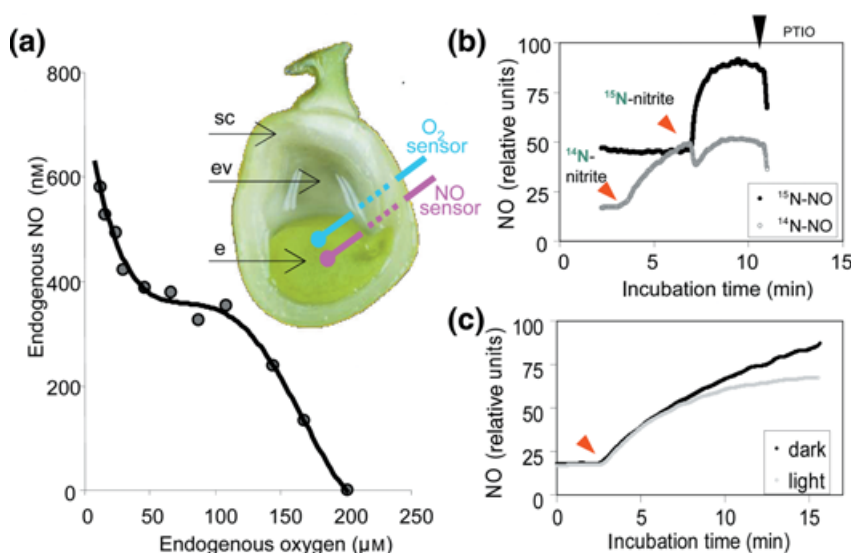 (a)
800
600
400
200
0
Endogenous NO (nM)
0 50 100 150 200 250
Endogenous oxygen (µM)
sc
ev
e
O2
sensor
NO
sensor
(b)
PTIO
100
75
50
25
0
NO (relative units)
15N-nitrite
14N-
nitrite
15N-NO
14N-NO
0 5 10 15
Incubation time (min)
(c)
100
75
50
25
0
NO (relative units)
dark
light
0 5 10 15
Incubation time (min)